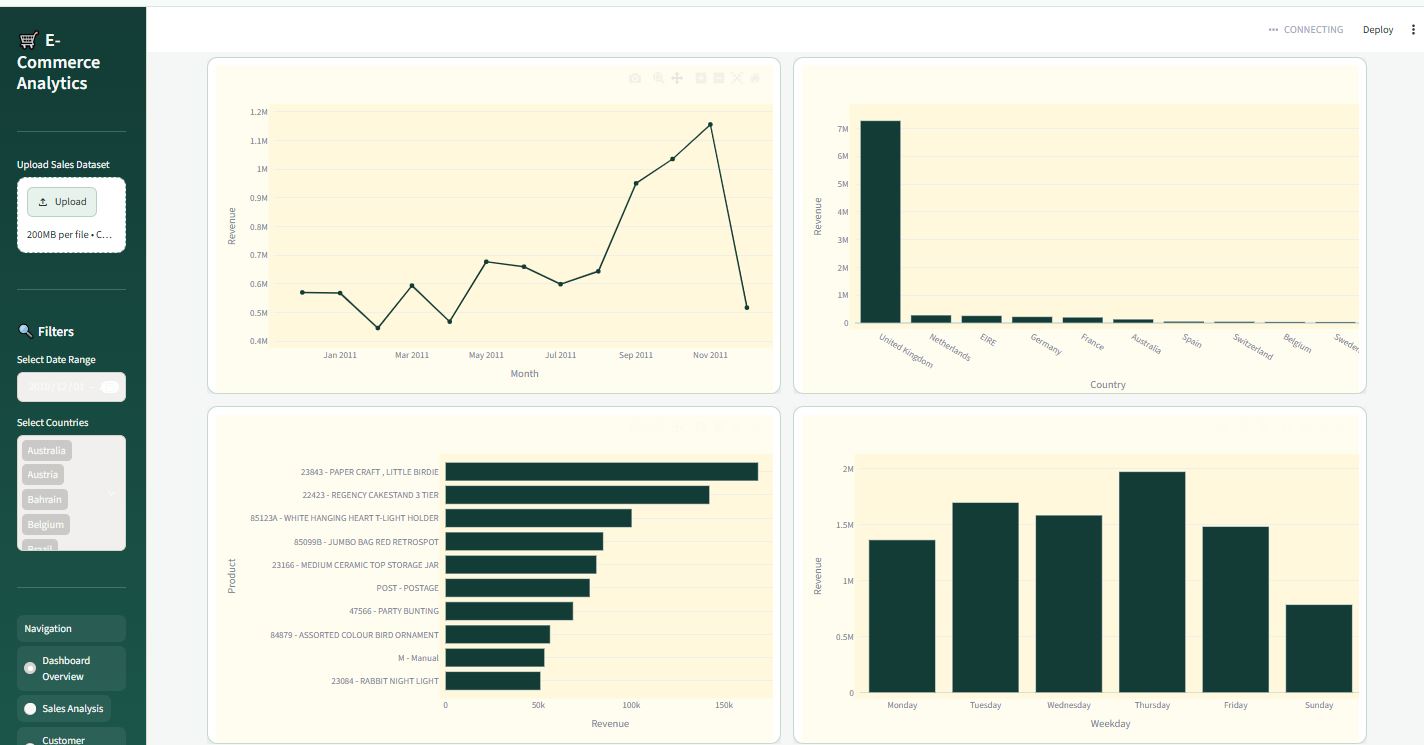 E-
Commerce
Analytics
Upload Sales Dataset
Upload
200MB per file • C...
Filters
Select Date Range
2010/12/01 –
Select Countries
Australia
Austria
Bahrain
Belgium
Brazil
Navigation
Dashboard
Overview
Sales Analysis
Customer
CONNECTING
Deploy
1.2M
1.1M
1M
0.9M
0.8M
0.7M
0.6M
0.5M
0.4M
Revenue
Jan 2011
Mar 2011
May 2011
Jul 2011
Sep 2011
Nov 2011
Month
7M
6M
5M
4M
3M
2M
1M
0
Revenue
United Kingdom
Netherlands
EIRE
Germany
France
Australia
Spain
Switzerland
Belgium
Sweden
Country
23843 - PAPER CRAFT , LITTLE BIRDIE
22423 - REGENCY CAKESTAND 3 TIER
85123A - WHITE HANGING HEART T-LIGHT HOLDER
85099B - JUMBO BAG RED RETROSPOT
23166 - MEDIUM CERAMIC TOP STORAGE JAR
POST - POSTAGE
47566 - PARTY BUNTING
84879 - ASSORTED COLOUR BIRD ORNAMENT
M - Manual
23084 - RABBIT NIGHT LIGHT
Product
0
50k
100k
150k
Revenue
2M
1.5M
1M
0.5M
0
Revenue
Monday
Tuesday
Wednesday
Thursday
Friday
Sunday
Weekday